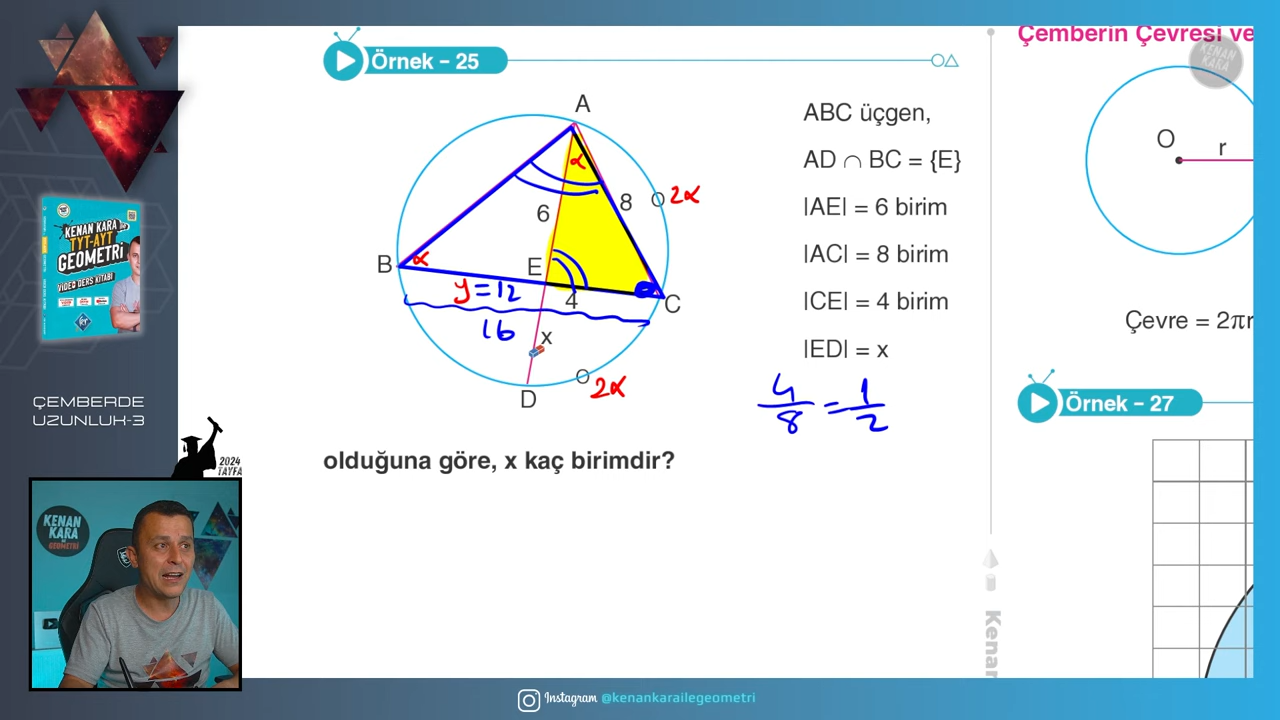 Örnek – 25
A
B
C
D
E
6
8
4
x
α
α
2α
2α
y=12
16
ABC üçgen,
AD ∩ BC = {E}
|AE| = 6 birim
|AC| = 8 birim
|CE| = 4 birim
|ED| = x
4/8 = 1/2
olduğuna göre, x kaç birimdir?
Çemberin Çevresi ve
KENAN KARA
O
r
Çevre = 2πr
Örnek – 27
Kenan
KENAN KARA
TYT-AYT
GEOMETRİ
VİDEO DERS KİTABI
ÇEMBERDE
UZUNLUK-3
2024
TAYFA
KENAN
KARA
GEOMETRİ
Instagram @kenankarailegeometri